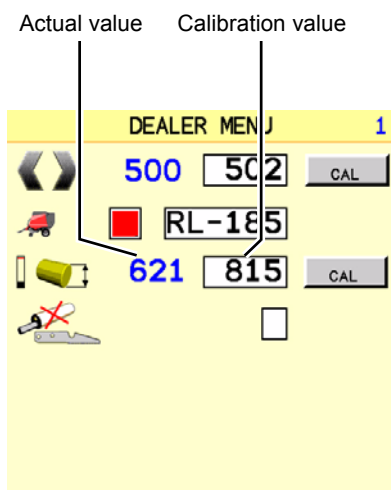 Actual value Calibration value
DEALER MENU 1
500 502 CAL
RL-185
621 815 CAL